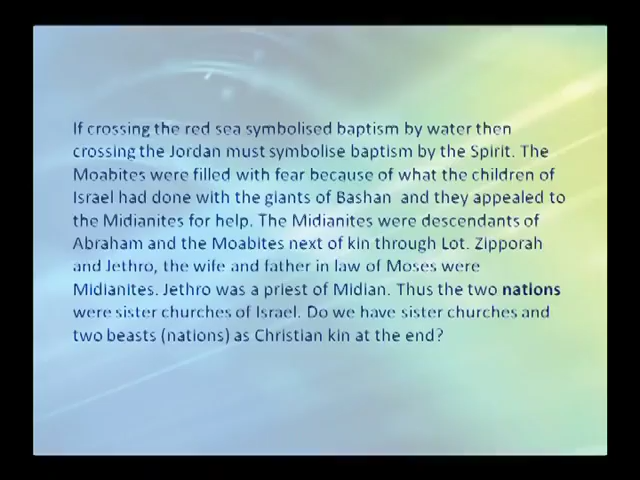 If crossing the red sea symbolised baptism by water then
crossing the Jordan must symbolise baptism by the Spirit. The
Moabites were filled with fear because of what the children of
Israel had done with the giants of Bashan and they appealed to
the Midianites for help. The Midianites were descendants of
Abraham and the Moabites next of kin through Lot. Zipporah
and Jethro, the wife and father in law of Moses were
Midianites. Jethro was a priest of Midian. Thus the two nations
were sister churches of Israel. Do we have sister churches and
two beasts (nations) as Christian kin at the end?